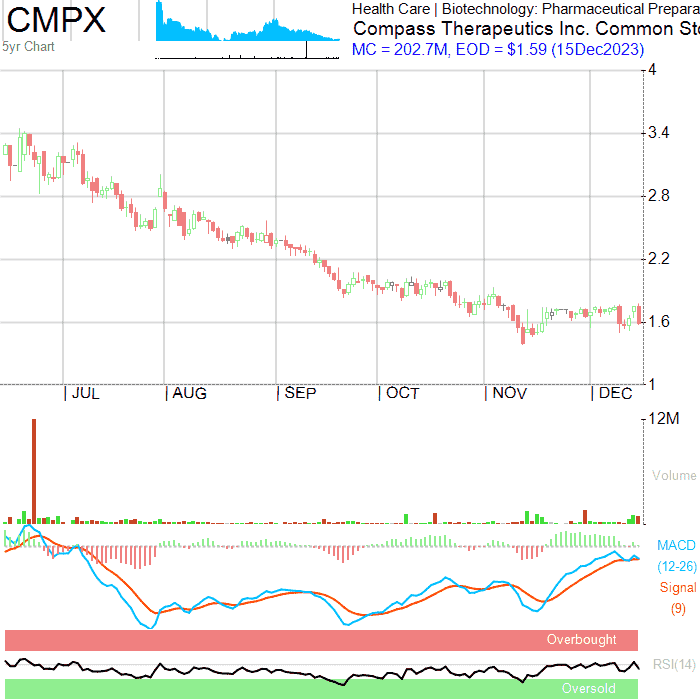 CMPX
5yr Chart
Health Care | Biotechnology: Pharmaceutical Prepara
Compass Therapeutics Inc. Common Sto
MC = 202.7M, EOD = $1.59 (15Dec2023)
4
3.4
2.8
2.2
1.6
1
| JUL | AUG | SEP | OCT | NOV | DEC
12M
Volume
MACD
(12-26)
Signal
(9)
Overbought
RSI(14)
Oversold